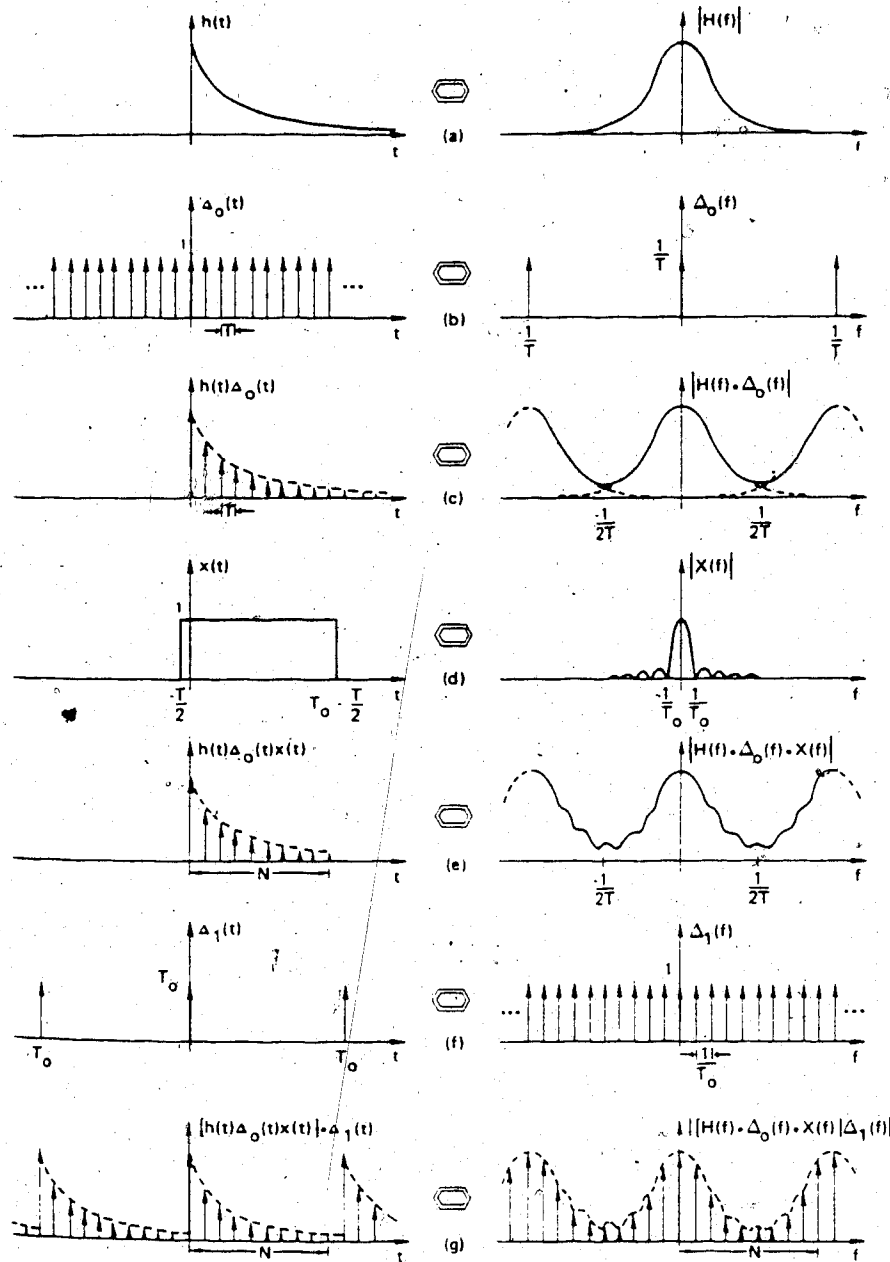 h(t)
|H(f)|
t
(a)
f
Δ₀(t)
Δ₀(f)
1
1/T
... ...
T
t
(b)
-1/T
1/T
f
h(t)Δ₀(t)
|H(f)*Δ₀(f)|
T
t
(c)
-1/2T
1/2T
f
x(t)
|X(f)|
1
-T/2
T₀-T/2
t
(d)
-1/T₀
1/T₀
f
h(t)Δ₀(t)x(t)
|H(f)*Δ₀(f)*X(f)|
N
t
(e)
-1/2T
1/2T
f
Δ₁(t)
Δ₁(f)
T₀
1
... ...
-T₀
T₀
t
(f)
1/T₀
f
[h(t)Δ₀(t)x(t)]*Δ₁(t)
|[H(f)*Δ₀(f)*X(f)]Δ₁(f)|
N
t
(g)
N
f